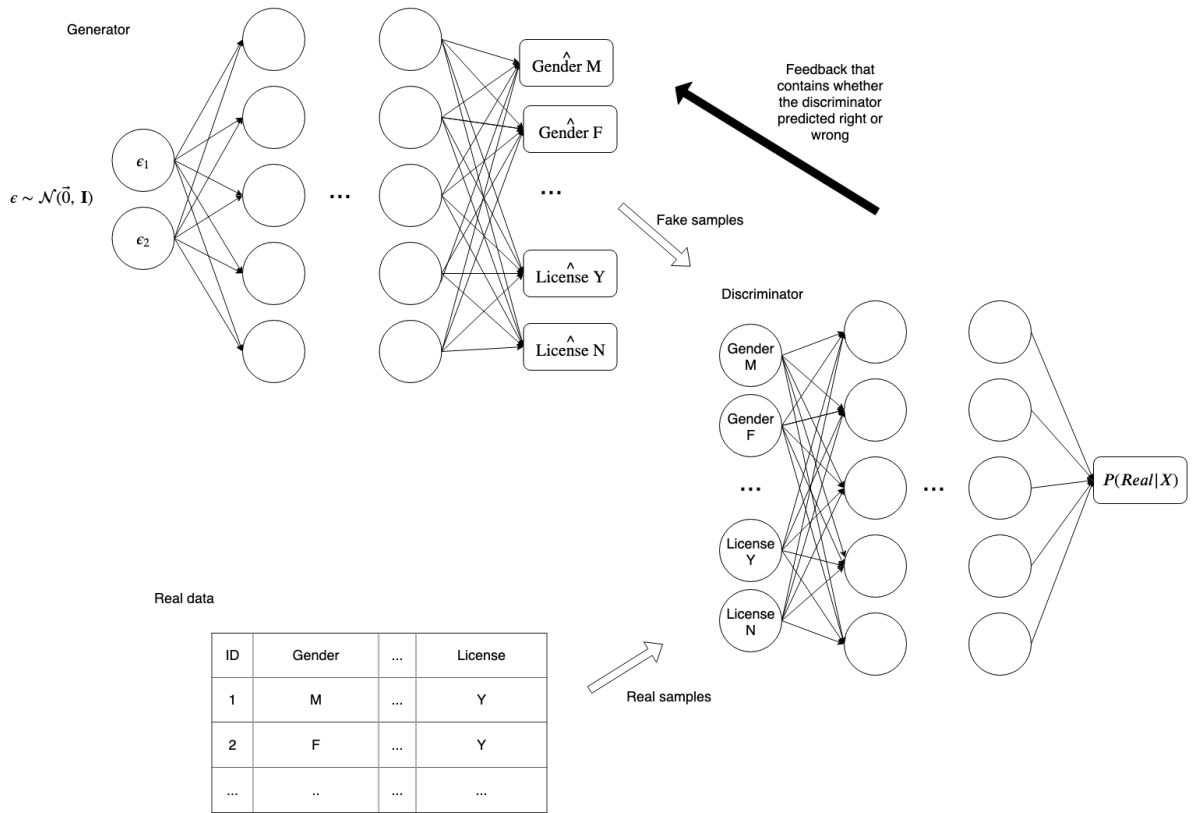 Generator
Gender M̂
Gender F̂
...
License Ŷ
License N̂
ϵ1
ϵ2
ϵ ∼ 𝒩(0⃗, I)
...
Feedback that
contains whether
the discriminator
predicted right or
wrong
Fake samples
Discriminator
Gender
M
Gender
F
...
License
Y
License
N
...
P(Real|X)
Real data
ID Gender ... License
1 M ... Y
2 F ... Y
... .. ... ...
Real samples